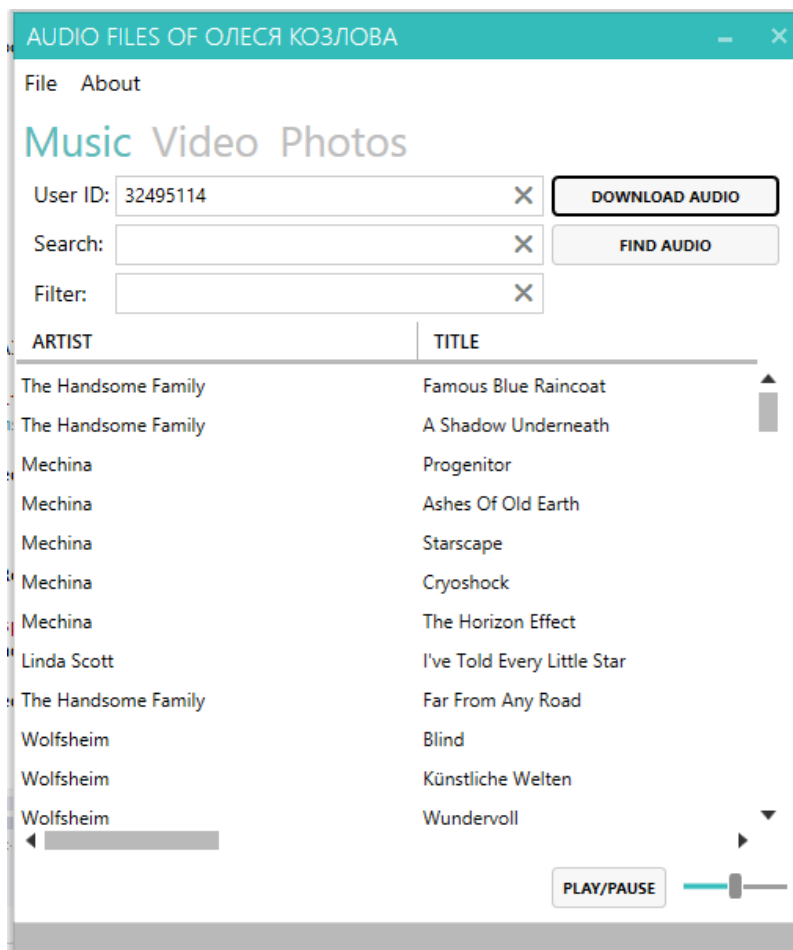 AUDIO FILES OF ОЛЕСЯ КОЗЛОВА
File About
Music Video Photos
User ID: 32495114 DOWNLOAD AUDIO
Search: FIND AUDIO
Filter:
ARTIST TITLE
The Handsome Family Famous Blue Raincoat
The Handsome Family A Shadow Underneath
Mechina Progenitor
Mechina Ashes Of Old Earth
Mechina Starscape
Mechina Cryoshock
Mechina The Horizon Effect
Linda Scott I've Told Every Little Star
The Handsome Family Far From Any Road
Wolfsheim Blind
Wolfsheim Künstliche Welten
Wolfsheim Wundervoll
PLAY/PAUSE